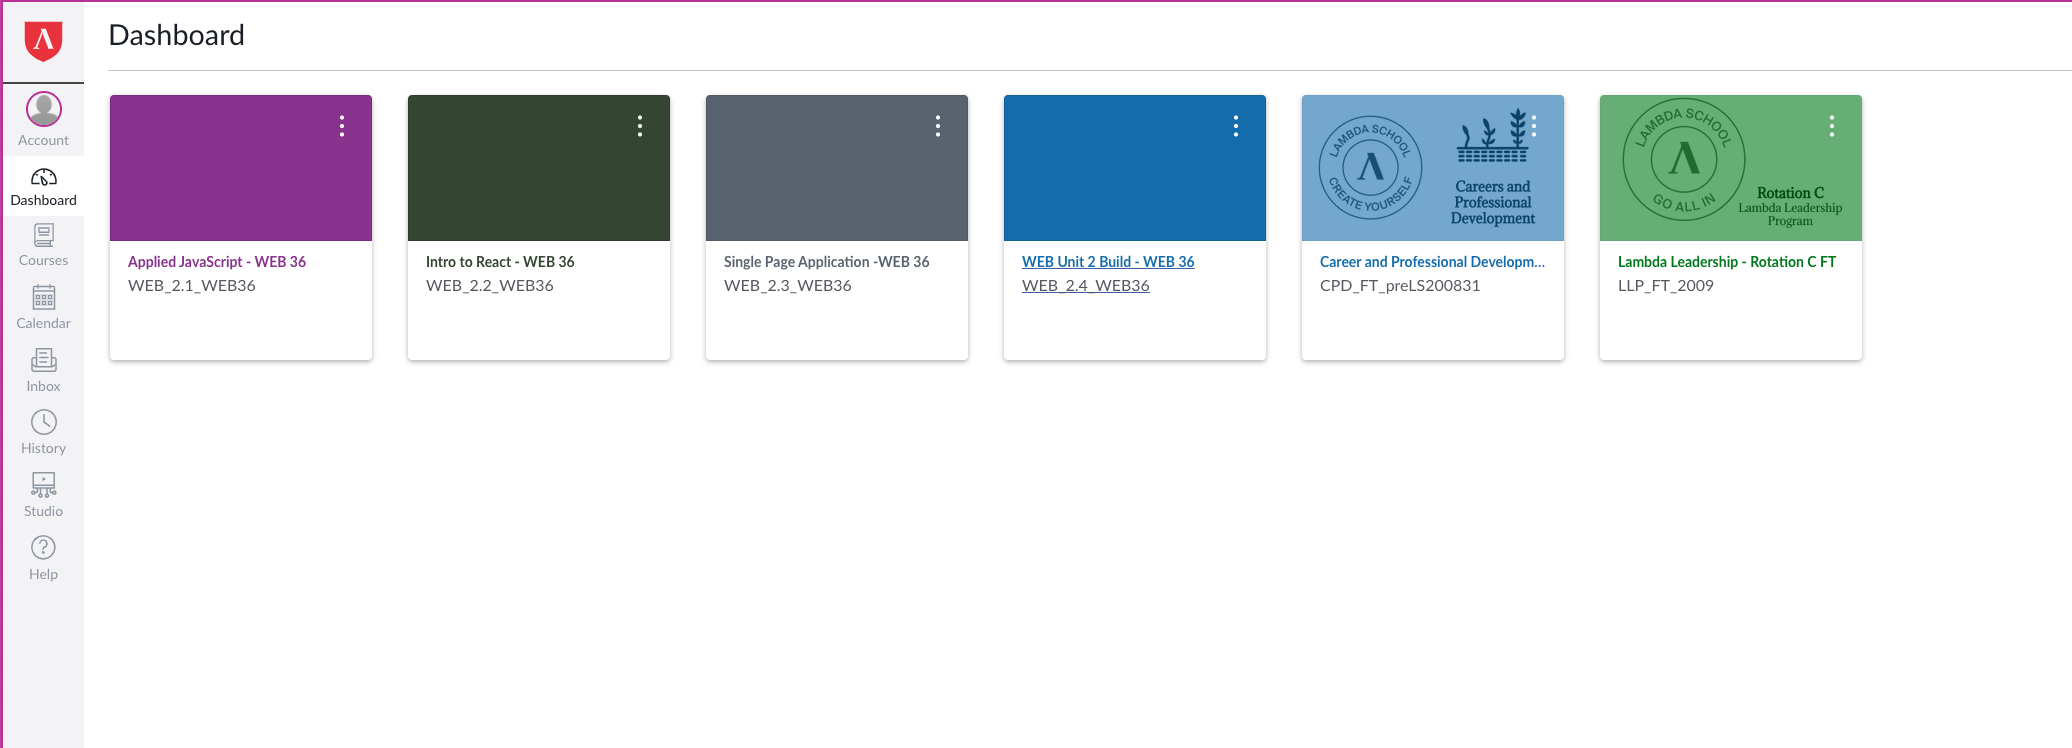 Dashboard
Account
Dashboard
Courses
Calendar
Inbox
History
Studio
Help
Applied JavaScript - WEB 36
WEB_2.1_WEB36
Intro to React - WEB 36
WEB_2.2_WEB36
Single Page Application -WEB 36
WEB_2.3_WEB36
WEB Unit 2 Build - WEB 36
WEB_2.4_WEB36
LAMBDA SCHOOL
CREATE YOURSELF
Careers and
Professional
Development
Career and Professional Developm...
CPD_FT_preLS200831
LAMBDA SCHOOL
GO ALL IN
Rotation C
Lambda Leadership
Program
Lambda Leadership - Rotation C FT
LLP_FT_2009